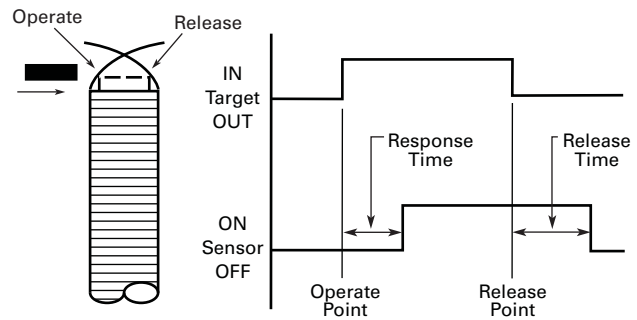 Operate
Release
IN
Target
OUT
Response
Time
Release
Time
ON
Sensor
OFF
Operate
Point
Release
Point